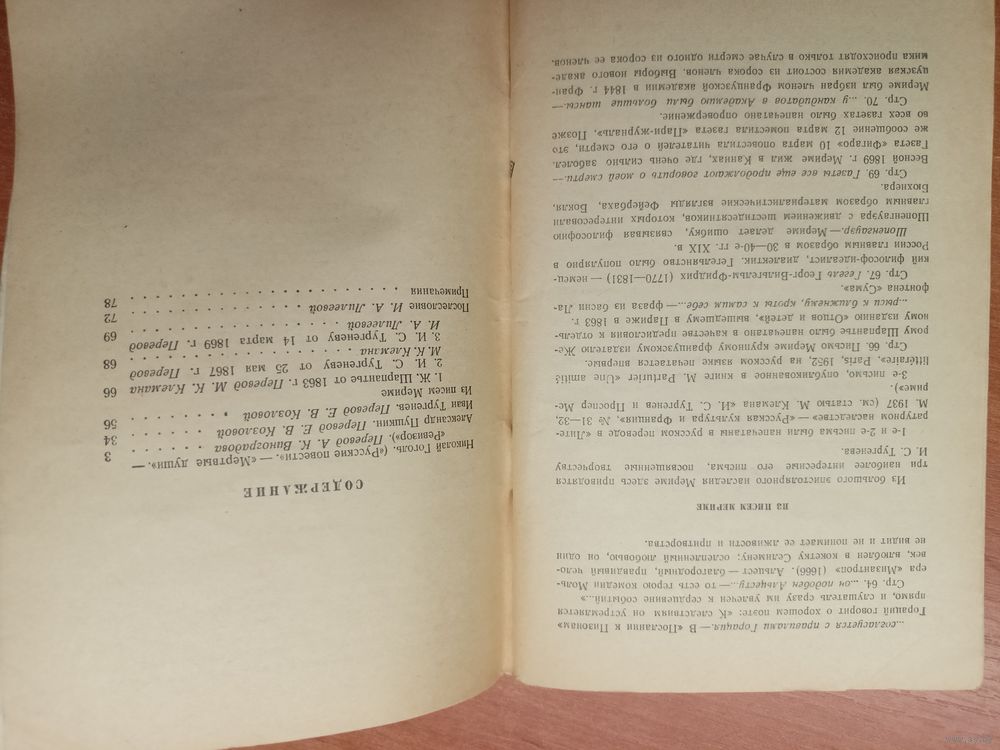 ...согласуется с правилами Горация.— В «Послании к Пизонам»
Гораций говорит о хорошем поэте: «К следствиям он устремляется
прямо, и слушатель сразу им увлечен к сердцевине событий...»
Стр. 64. ...он подобен Альцесту...— то есть герою комедии Моль-
ера «Мизантроп» (1666). Альцест — благородный, правдивый чело-
век, влюблен в кокетку Селимену; ослепленный любовью, он один
не видит и не понимает ее лживости и притворства.
ИЗ ПИСЕМ МЕРИМЕ
Из большого эпистолярного наследия Мериме здесь приводятся
три наиболее интересные его письма, посвященные творчеству
И. С. Тургенева.
1-е и 2-е письма были напечатаны в русском переводе в «Лите-
ратурном наследстве» — «Русская культура и Франция», № 31—32,
М. 1937 (см. статью М. Клемана «И. С. Тургенев и Проспер Ме-
риме»).
3-е письмо, опубликованное в книге M. Parturier «Une amitié
littéraire», Paris, 1952, на русском языке печатается впервые.
Стр. 66. Письмо Мериме крупному французскому издателю Же-
рому Шарпантье было напечатано в качестве предисловия к отдель-
ному изданию «Отцов и детей», вышедшему в Париже в 1863 г.
...рыси к ближнему, кроты к самим себе...— фраза из басни Ла-
фонтена «Сума».
Стр. 67. Гегель Георг-Вильгельм-Фридрих (1770—1831) — немец-
кий философ-идеалист, диалектик. Гегельянство было популярно в
России главным образом в 30—40-е гг. XIX в.
Шопенгауэр.— Мериме делает ошибку, связывая философию
Шопенгауэра с движением шестидесятников, которых интересовали
главным образом материалистические взгляды Фейербаха, Бокля,
Бюхнера.
Стр. 69. Газеты все еще продолжают говорить о моей смерти.—
Весной 1869 г. Мериме жил в Каннах, где очень сильно заболел.
Газета «Фигаро» 10 марта оповестила читателей о его смерти, это
же сообщение 12 марта поместила газета «Пари-журналь». Позже
во всех газетах было напечатано опровержение.
Стр. 70. ...у кандидатов в Академию были большие шансы.—
Мериме был избран членом Французской академии в 1844 г. Фран-
цузская академия состоит из сорока членов. Выборы нового акаде-
мика происходят только в случае смерти одного из сорока ее членов.
СОДЕРЖАНИЕ
Николай Гоголь. («Русские повести». — «Мертвые души». —
«Ревизор»). Перевод А. К. Виноградова . . . . . 3
Александр Пушкин. Перевод Е. В. Козловой . . . . . 34
Иван Тургенев. Перевод Е. В. Козловой . . . . . 56
Из писем Мериме
1. Ж. Шарпантье от 1863 г. Перевод М. К. Клемана 66
2. И. С. Тургеневу от 25 мая 1867 г. Перевод
М. К. Клемана . . . . . 68
3. И. С. Тургеневу от 14 марта 1869 г. Перевод
И. А. Лилеевой . . . . . 69
Послесловие И. А. Лилеевой . . . . . 72
Примечания . . . . . 78